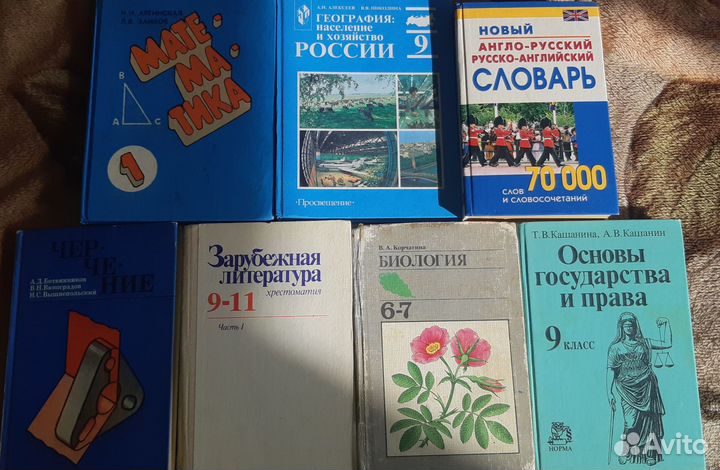 И.И. АРГИНСКАЯ
Л.В. ЗАНКОВ
МАТЕ-
МА-
ТИКА
B
A C
1
А.И. АЛЕКСЕЕВ В.В. НИКОЛИНА
ГЕОГРАФИЯ:
население
и хозяйство
РОССИИ 9
·Просвещение·
НОВЫЙ
АНГЛО-РУССКИЙ
РУССКО-АНГЛИЙСКИЙ
СЛОВАРЬ
70 000
СЛОВ
И СЛОВОСОЧЕТАНИЙ
ЧЕР-
ЧЕ-
НИЕ
А.Д. Ботвинников
В.Н. Виноградов
И.С. Вышнепольский
Зарубежная
литература
9-11
хрестоматия
Часть I
В. А. Корчагина
БИОЛОГИЯ
6-7
Т.В. Кашанина, А.В. Кашанин
Основы
государства
и права
9 КЛАСС
НОРМА
Avito